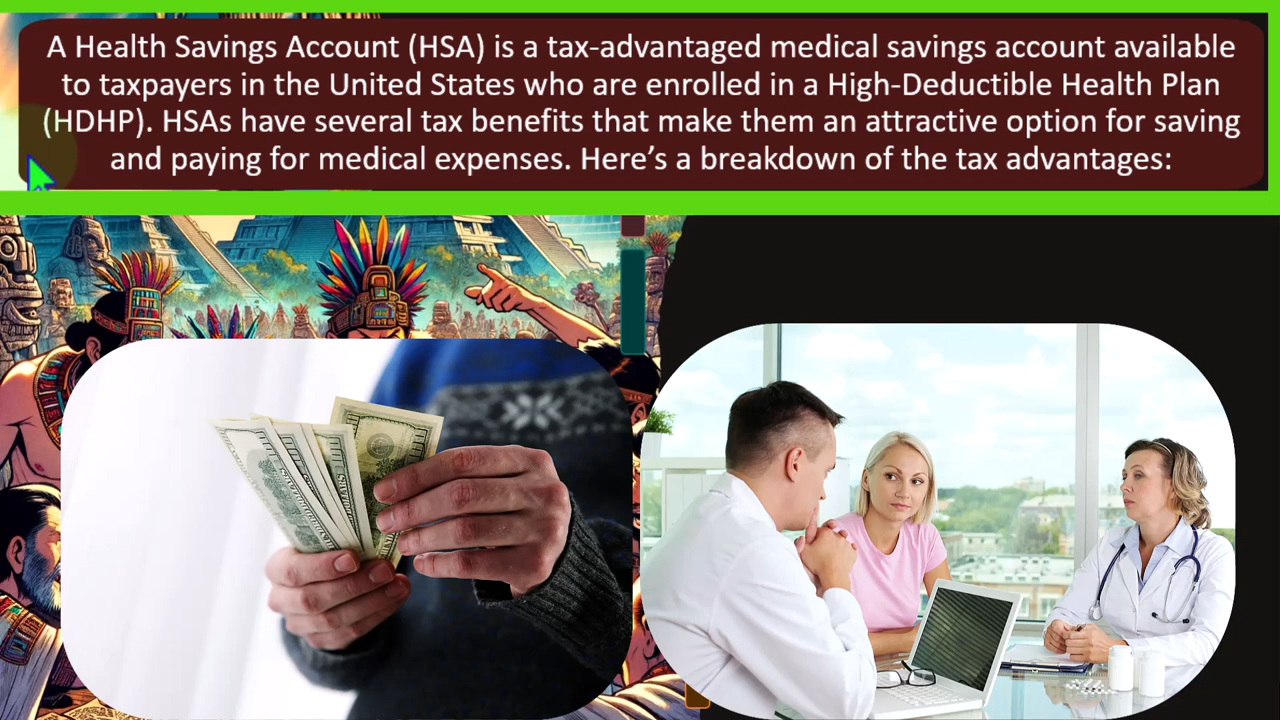 A Health Savings Account (HSA) is a tax-advantaged medical savings account available
to taxpayers in the United States who are enrolled in a High-Deductible Health Plan
(HDHP). HSAs have several tax benefits that make them an attractive option for saving
and paying for medical expenses. Here’s a breakdown of the tax advantages: